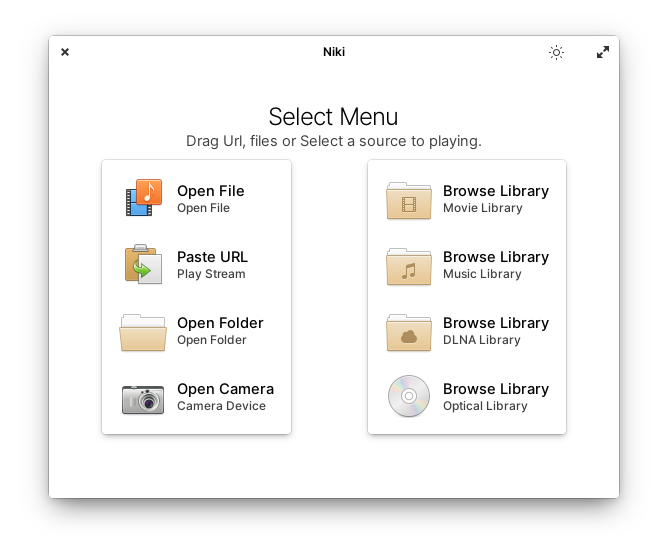 Niki
Select Menu
Drag Url, files or Select a source to playing.
Open File
Open File
Paste URL
Play Stream
Open Folder
Open Folder
Open Camera
Camera Device
Browse Library
Movie Library
Browse Library
Music Library
Browse Library
DLNA Library
Browse Library
Optical Library